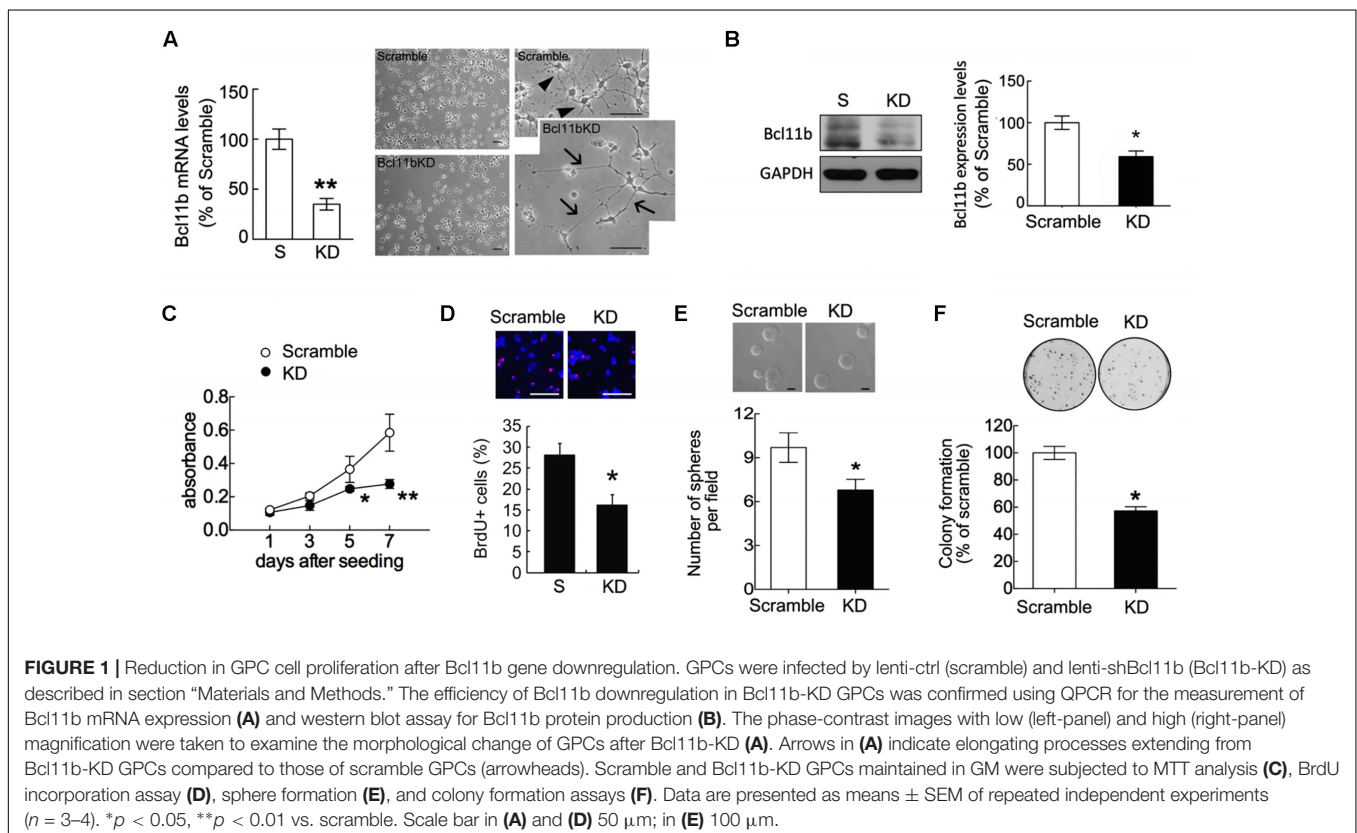 A
Bcl11b mRNA levels
(% of Scramble)
150
100
50
0
**
S KD
Scramble
Scramble
Bcl11bKD
Bcl11bKD
B
S KD
Bcl11b
GAPDH
Bcl11b expression levels
(% of Scramble)
150
100
50
0
*
Scramble KD
C
Scramble
KD
absorbance
0.8
0.6
0.4
0.2
0.0
*
**
1 3 5 7
days after seeding
D
Scramble KD
BrdU+ cells (%)
35
30
25
20
15
10
5
0
*
S KD
E
Scramble KD
Number of spheres
per field
12
9
6
3
0
*
Scramble KD
F
Scramble KD
Colony formation
(% of scramble)
120
100
80
60
40
20
0
*
Scramble KD
FIGURE 1 | Reduction in GPC cell proliferation after Bcl11b gene downregulation. GPCs were infected by lenti-ctrl (scramble) and lenti-shBcl11b (Bcl11b-KD) as
described in section “Materials and Methods.” The efficiency of Bcl11b downregulation in Bcl11b-KD GPCs was confirmed using QPCR for the measurement of
Bcl11b mRNA expression (A) and western blot assay for Bcl11b protein production (B). The phase-contrast images with low (left-panel) and high (right-panel)
magnification were taken to examine the morphological change of GPCs after Bcl11b-KD (A). Arrows in (A) indicate elongating processes extending from
Bcl11b-KD GPCs compared to those of scramble GPCs (arrowheads). Scramble and Bcl11b-KD GPCs maintained in GM were subjected to MTT analysis (C), BrdU
incorporation assay (D), sphere formation (E), and colony formation assays (F). Data are presented as means ± SEM of repeated independent experiments
(n = 3–4). *p < 0.05, **p < 0.01 vs. scramble. Scale bar in (A) and (D) 50 μm; in (E) 100 μm.